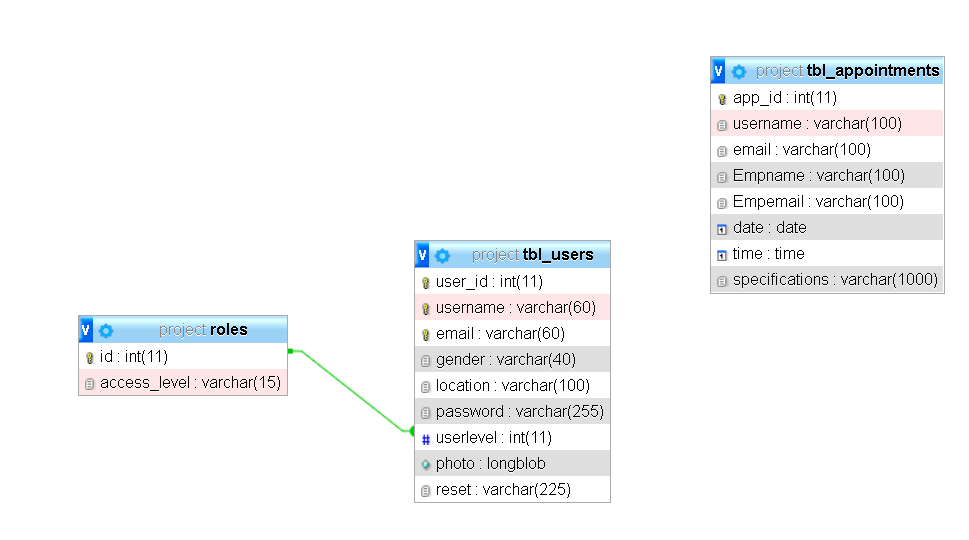 V project roles
id : int(11)
access_level : varchar(15)
V project tbl_users
user_id : int(11)
username : varchar(60)
email : varchar(60)
gender : varchar(40)
location : varchar(100)
password : varchar(255)
# userlevel : int(11)
photo : longblob
reset : varchar(225)
V project tbl_appointments
app_id : int(11)
username : varchar(100)
email : varchar(100)
Empname : varchar(100)
Empemail : varchar(100)
date : date
time : time
specifications : varchar(1000)